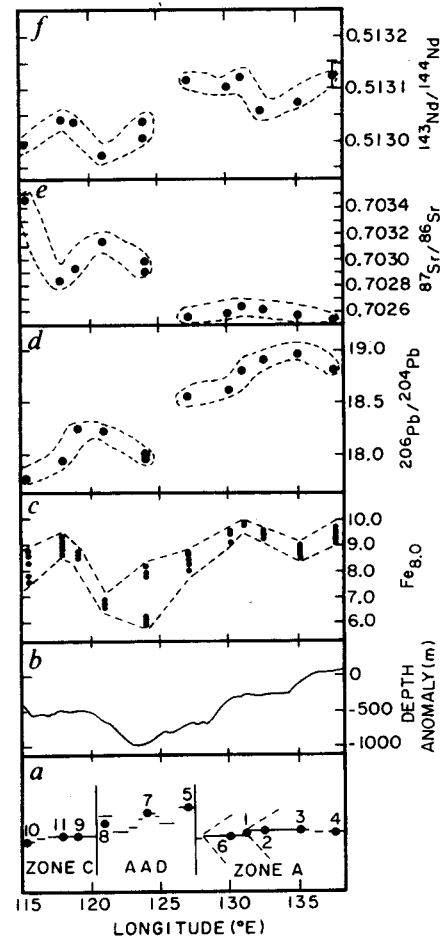 f
0.5132
0.5131
0.5130
143Nd/144Nd
e
0.7034
0.7032
0.7030
0.7028
0.7026
87Sr/86Sr
d
19.0
18.5
18.0
206Pb/204Pb
c
10.0
9.0
8.0
7.0
6.0
Fe8.0
b
0
-500
-1000
DEPTH
ANOMALY (m)
a
10 11 9 8 7 5 6 1 2 3 4
ZONE C AAD ZONE A
115 120 125 130 135
LONGITUDE (°E)